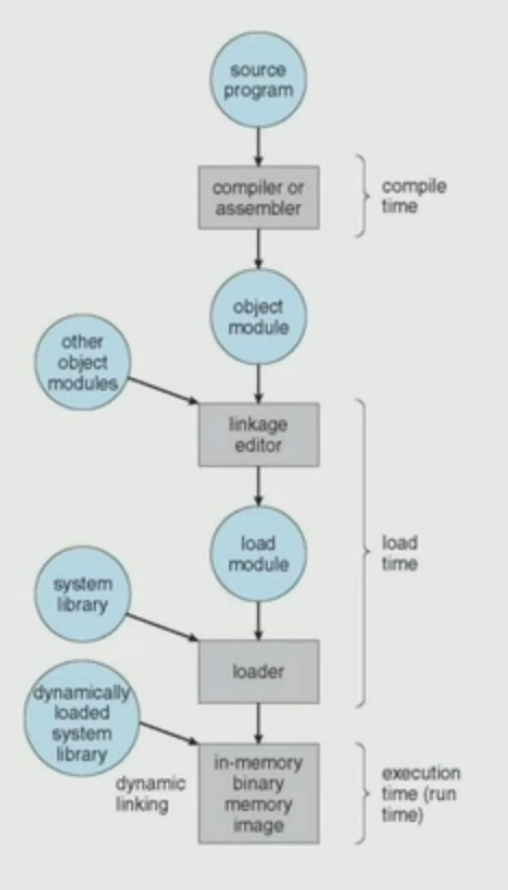 source
program
compiler or
assembler
compile
time
object
module
other
object
modules
linkage
editor
load
module
load
time
system
library
loader
dynamically
loaded
system
library
dynamic
linking
in-memory
binary
memory
image
execution
time (run
time)